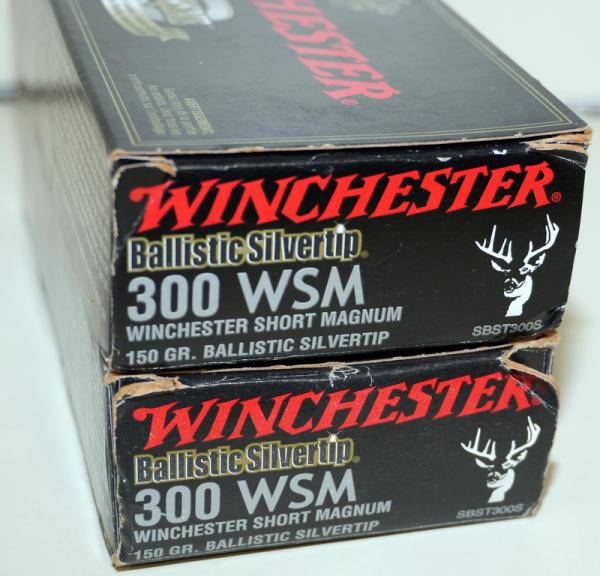 WINCHESTER®
AVERTISSEMENT:
WINCHESTER®
Ballistic Silvertip®
300 WSM
WINCHESTER SHORT MAGNUM
150 GR. BALLISTIC SILVERTIP
SBST300S
WINCHESTER
Ballistic Silvertip®
300 WSM
WINCHESTER SHORT MAGNUM
150 GR. BALLISTIC SILVERTIP
SBST300S